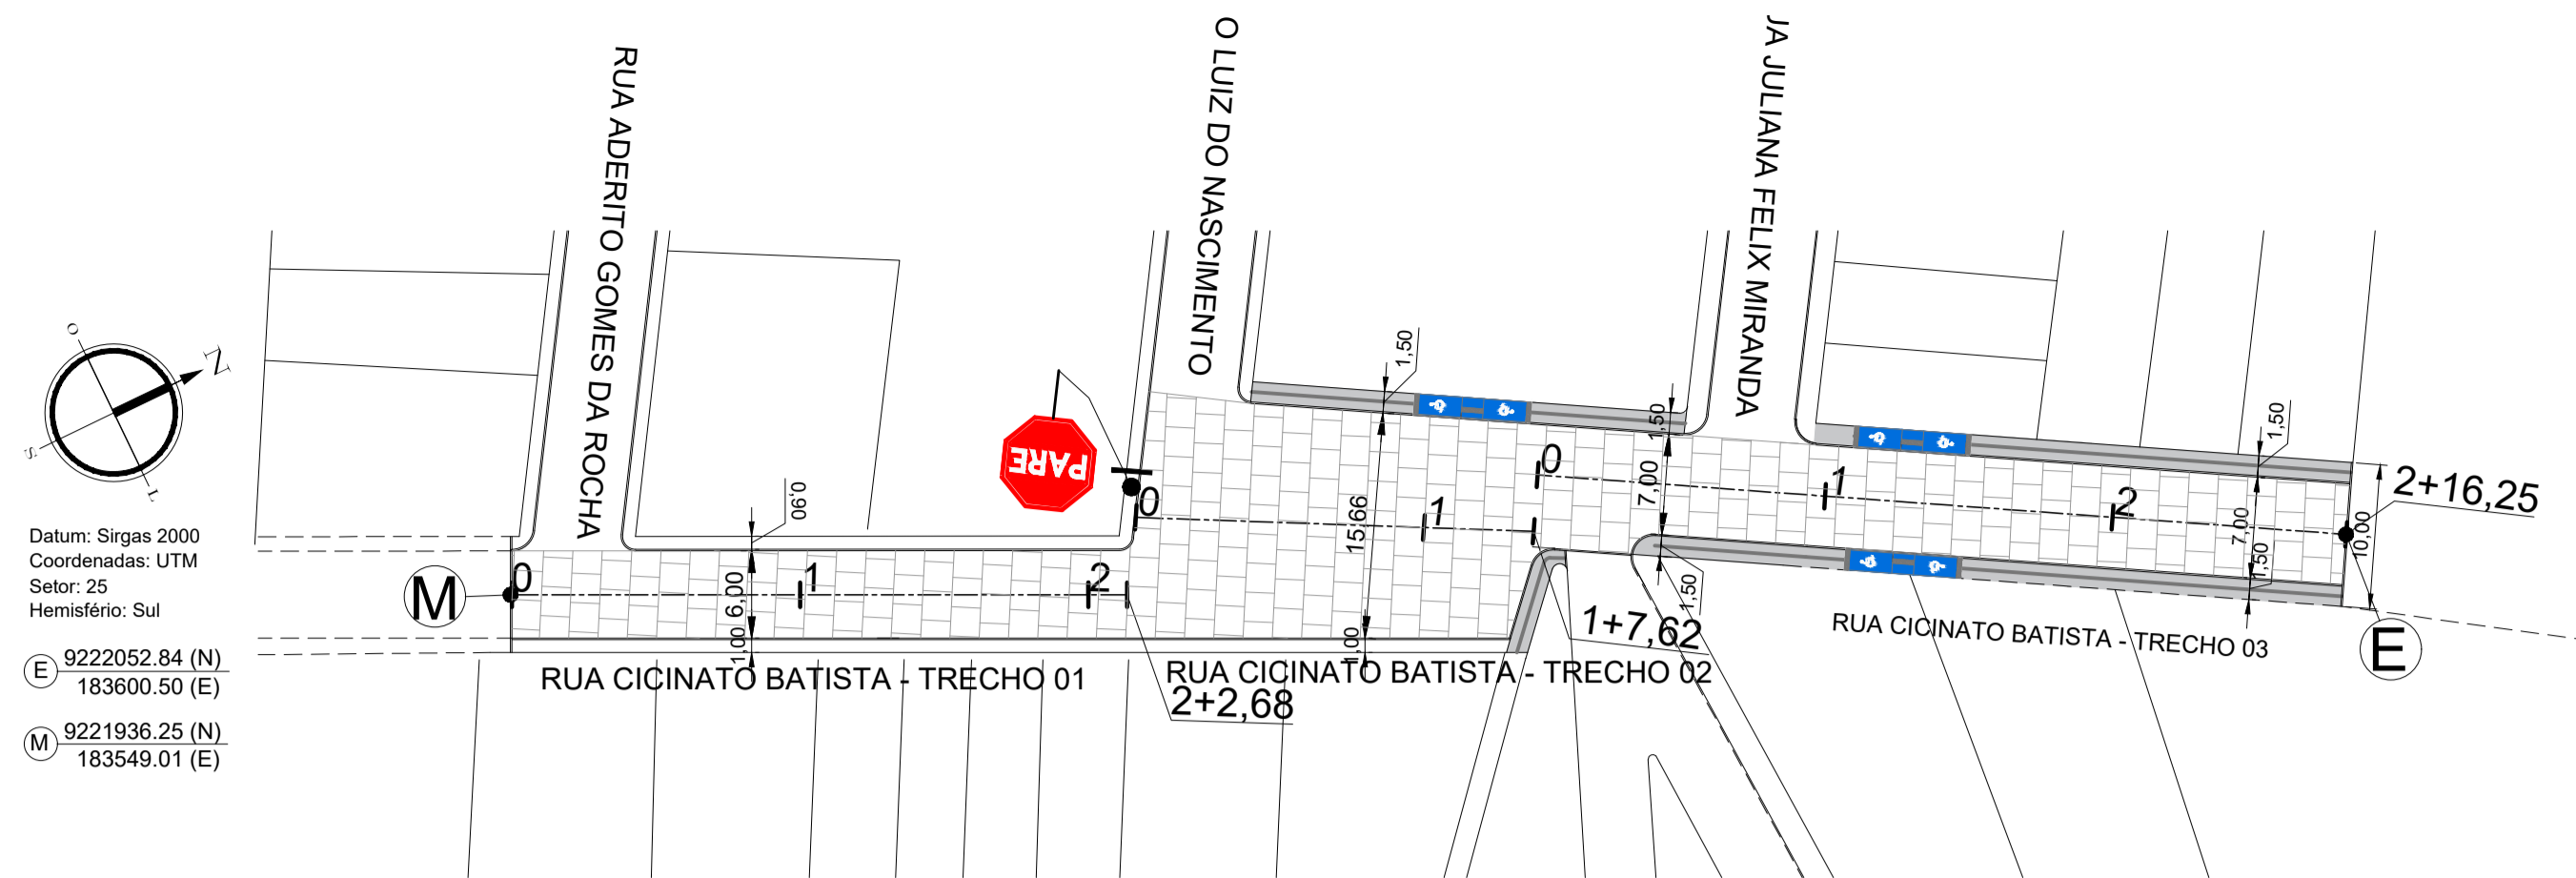 RUA ADERITO GOMES DA ROCHA
O LUIZ DO NASCIMENTO
JA JULIANA FELIX MIRANDA
O
N
S
L
Datum: Sirgas 2000
Coordenadas: UTM
Setor: 25
Hemisfério: Sul
E
9222052.84 (N)
183600.50 (E)
M
9221936.25 (N)
183549.01 (E)
M
0
1
2
6,00
1,00
0,60
PARE
0
1
15,66
1,00
1,50
1,50
0
1
2
7,00
1,50
1,50
7,00
1,50
10,00
2+16,25
E
1+7,62
2+2,68
RUA CICINATO BATISTA - TRECHO 01
RUA CICINATO BATISTA - TRECHO 02
RUA CICINATO BATISTA - TRECHO 03